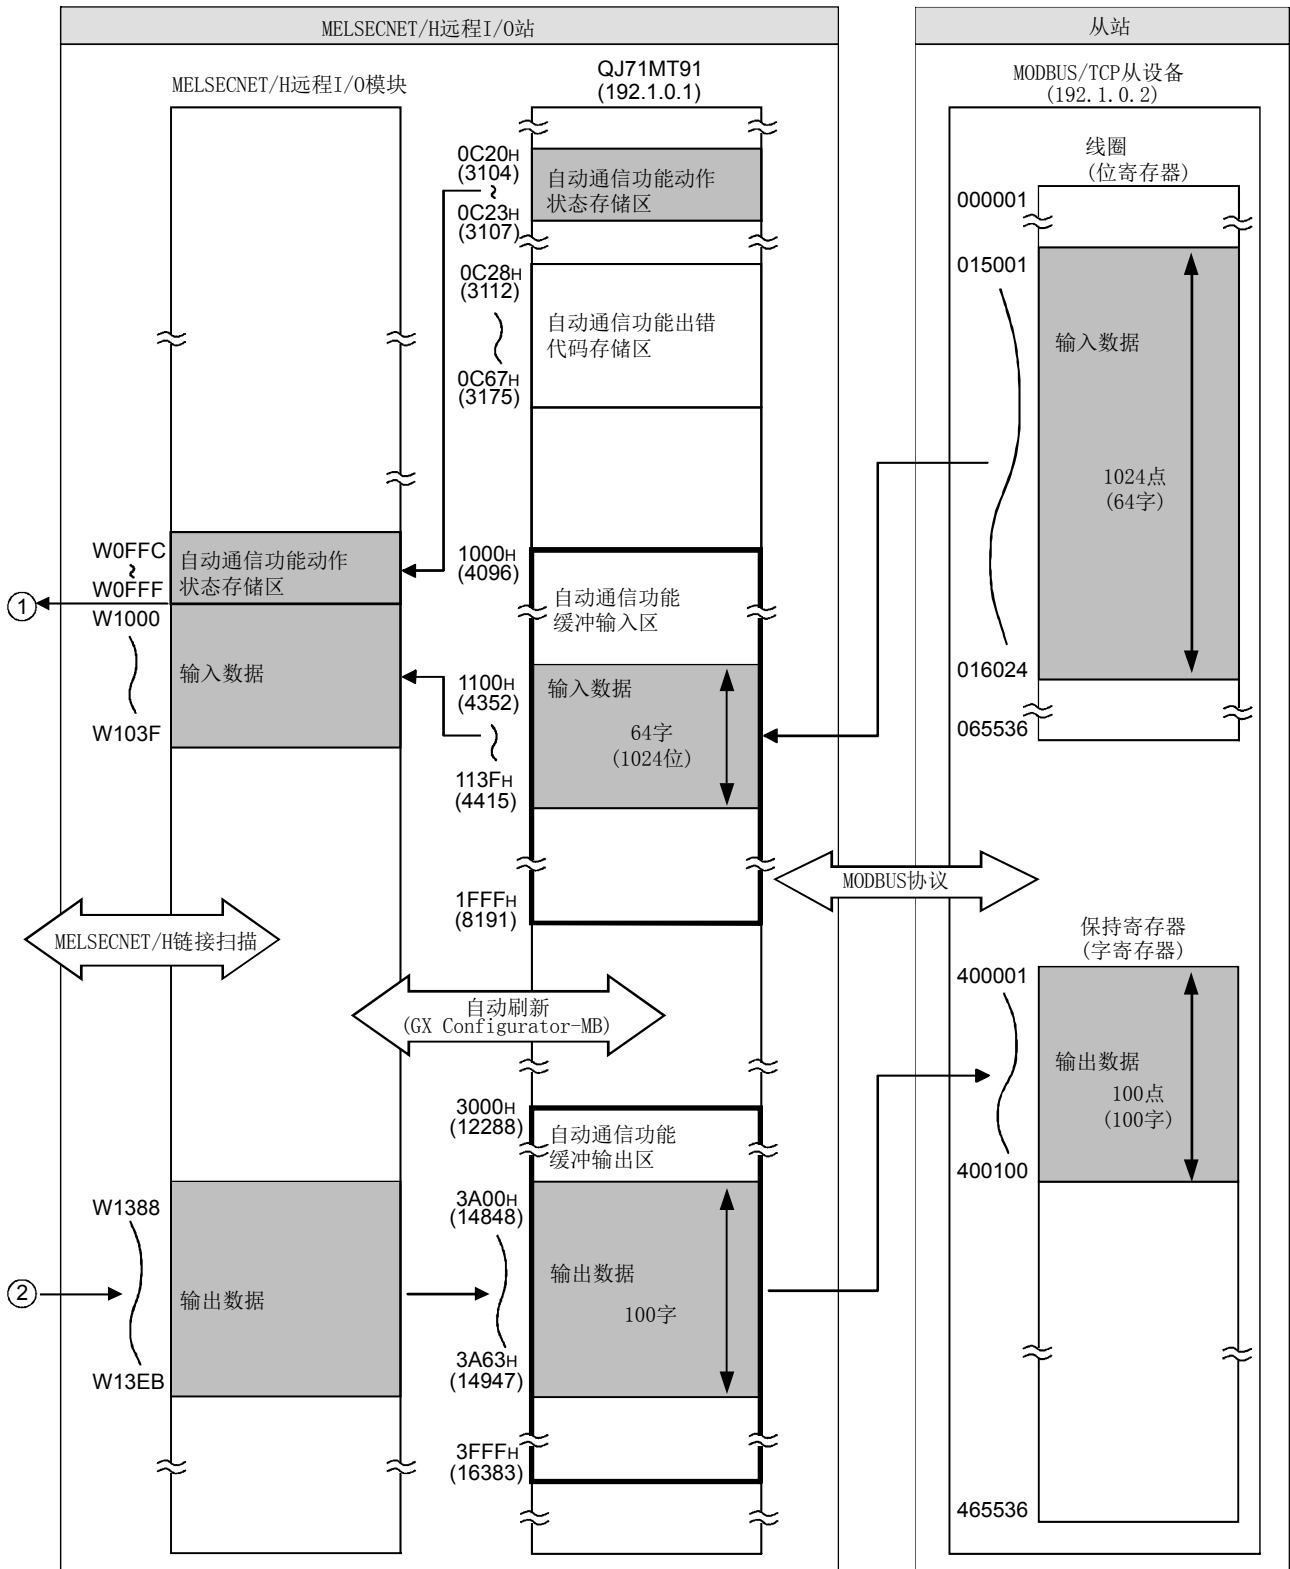 MELSECNET/H远程I/O站
从站
MELSECNET/H远程I/O模块
QJ71MT91
(192.1.0.1)
MODBUS/TCP从设备
(192.1.0.2)
线圈
(位寄存器)
0C20H
(3104)
0C23H
(3107)
自动通信功能动作
状态存储区
000001
015001
0C28H
(3112)
0C67H
(3175)
自动通信功能出错
代码存储区
输入数据
1024点
(64字)
016024
065536
W0FFC
W0FFF
自动通信功能动作
状态存储区
1000H
(4096)
自动通信功能
缓冲输入区
①
W1000
W103F
输入数据
1100H
(4352)
113FH
(4415)
输入数据
64字
(1024位)
MODBUS协议
1FFFH
(8191)
MELSECNET/H链接扫描
保持寄存器
(字寄存器)
400001
自动刷新
(GX Configurator-MB)
输出数据
100点
(100字)
400100
3000H
(12288)
自动通信功能
缓冲输出区
W1388
3A00H
(14848)
②
输出数据
输出数据
100字
W13EB
3A63H
(14947)
3FFFH
(16383)
465536